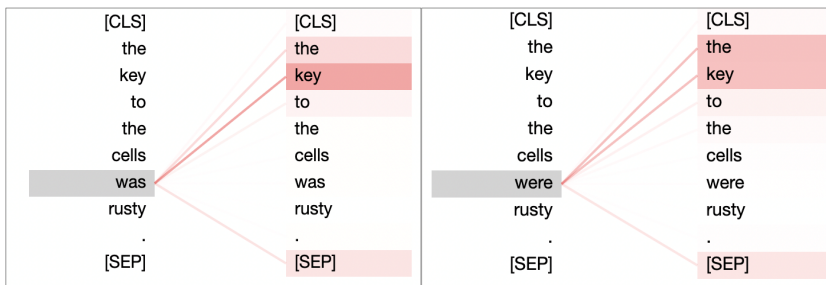 [CLS] [CLS]
the the
key key
to to
the the
cells cells
was was
rusty rusty
. .
[SEP] [SEP]
[CLS] [CLS]
the the
key key
to to
the the
cells cells
were were
rusty rusty
. .
[SEP] [SEP]